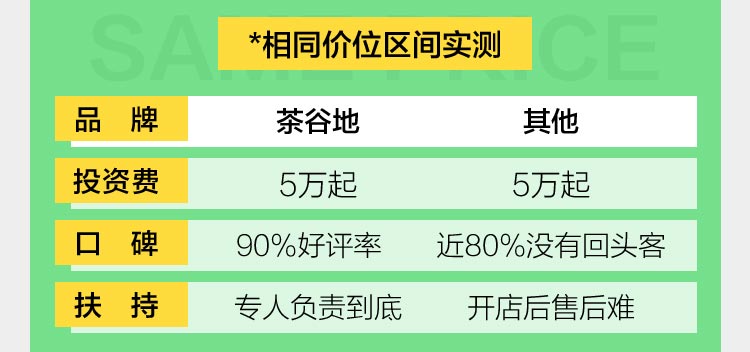 SAME PRICE
*相同价位区间实测
品 牌 茶谷地 其他
投资费 5万起 5万起
口 碑 90%好评率 近80%没有回头客
扶 持 专人负责到底 开店后售后难